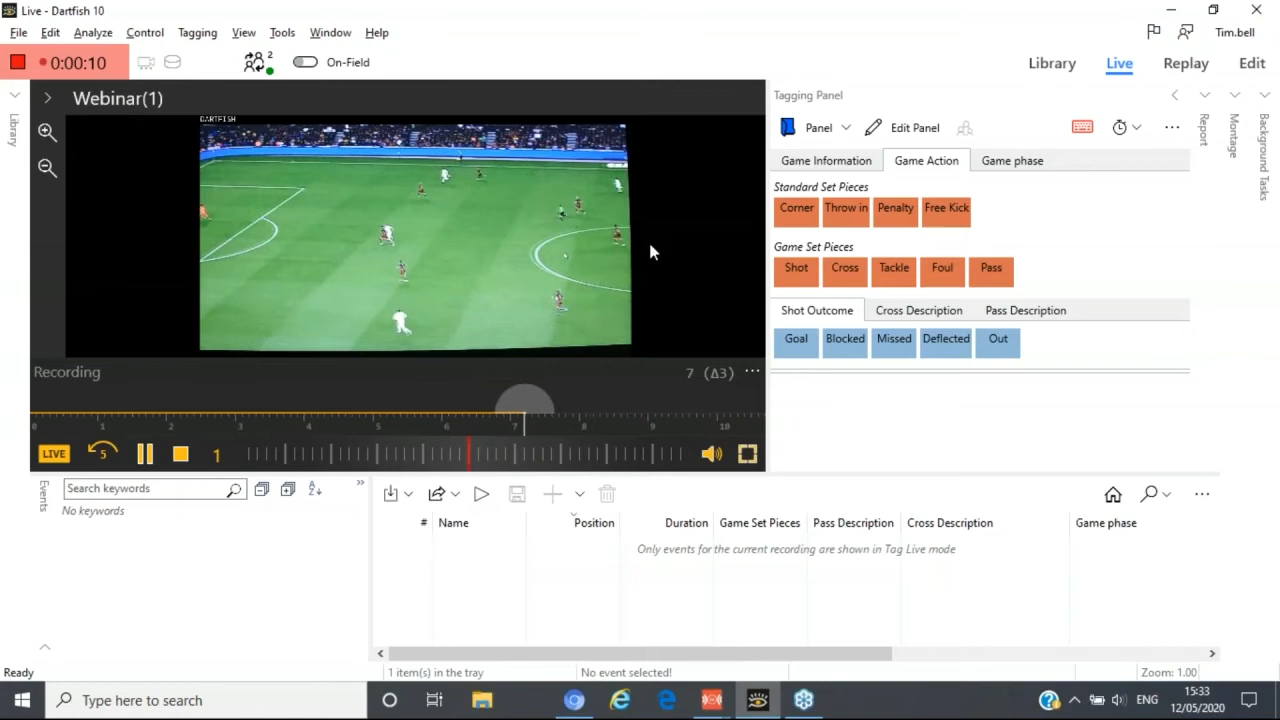 Live - Dartfish 10
File Edit Analyze Control Tagging View Tools Window Help
Tim.bell
0:00:10
2
On-Field
Library Live Replay Edit
Library
Webinar(1)
DARTFISH
Recording
7 (Δ3) ...
0 1 2 3 4 5 6 7 8 9 10
LIVE 5 1
Tagging Panel
Panel Edit Panel ...
Game Information Game Action Game phase
Standard Set Pieces
Corner Throw in Penalty Free Kick
Game Set Pieces
Shot Cross Tackle Foul Pass
Shot Outcome Cross Description Pass Description
Goal Blocked Missed Deflected Out
Report
Montage
Background Tasks
Events
Search keywords
No keywords
# Name Position Duration Game Set Pieces Pass Description Cross Description Game phase
Only events for the current recording are shown in Tag Live mode
Ready
1 item(s) in the tray
No event selected!
Zoom: 1.00
Type here to search
ENG
15:33
12/05/2020